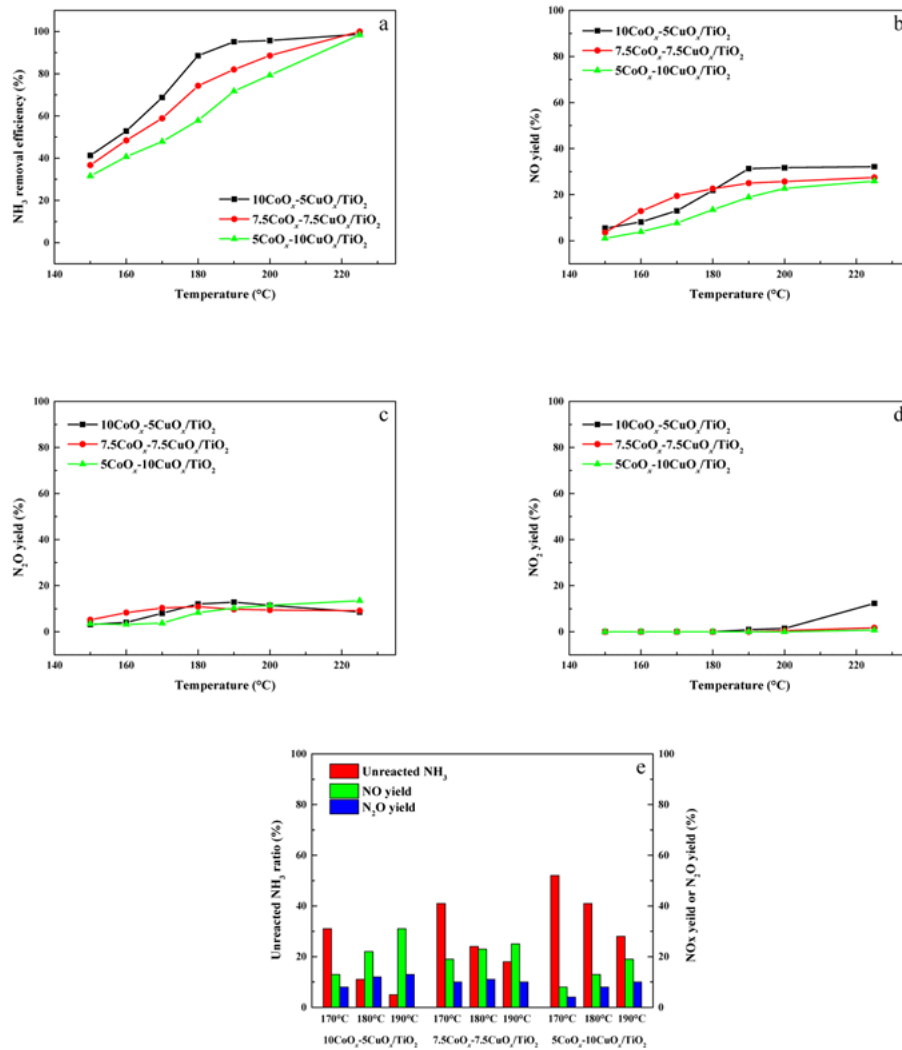 a
100
80
60
40
20
0
NH₃ removal efficiency (%)
10CoOₓ-5CuOₓ/TiO₂
7.5CoOₓ-7.5CuOₓ/TiO₂
5CoOₓ-10CuOₓ/TiO₂
140 160 180 200 220
Temperature (°C)
b
100
80
60
40
20
0
NO yield (%)
10CoOₓ-5CuOₓ/TiO₂
7.5CoOₓ-7.5CuOₓ/TiO₂
5CoOₓ-10CuOₓ/TiO₂
140 160 180 200 220
Temperature (°C)
c
100
80
60
40
20
0
N₂O yield (%)
10CoOₓ-5CuOₓ/TiO₂
7.5CoOₓ-7.5CuOₓ/TiO₂
5CoOₓ-10CuOₓ/TiO₂
140 160 180 200 220
Temperature (°C)
d
100
80
60
40
20
0
NO₂ yield (%)
10CoOₓ-5CuOₓ/TiO₂
7.5CoOₓ-7.5CuOₓ/TiO₂
5CoOₓ-10CuOₓ/TiO₂
140 160 180 200 220
Temperature (°C)
e
100
80
60
40
20
0
Unreacted NH₃ ratio (%)
Unreacted NH₃
NO yield
N₂O yield
100
80
60
40
20
0
NOx yeild or N₂O yield (%)
170°C 180°C 190°C 170°C 180°C 190°C 170°C 180°C 190°C
10CoOₓ-5CuOₓ/TiO₂ 7.5CoOₓ-7.5CuOₓ/TiO₂ 5CoOₓ-10CuOₓ/TiO₂